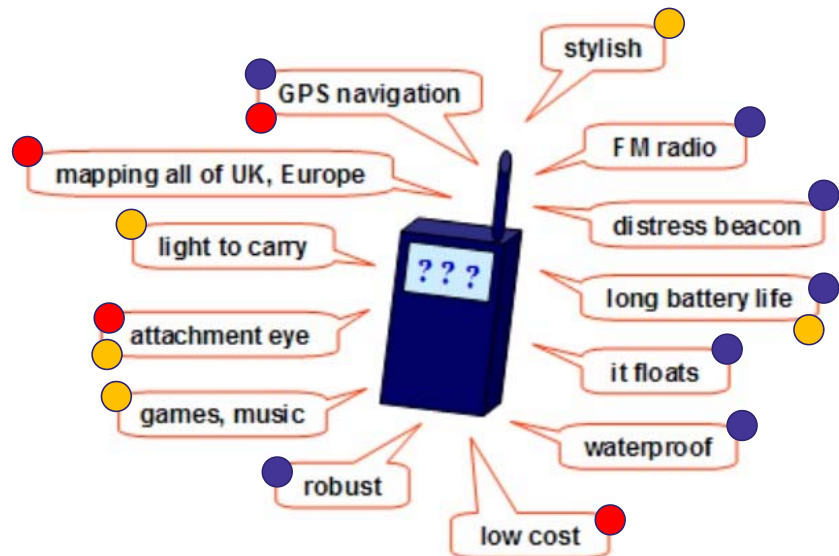 stylish
GPS navigation
FM radio
mapping all of UK, Europe
distress beacon
light to carry
? ? ?
long battery life
attachment eye
it floats
games, music
waterproof
robust
low cost